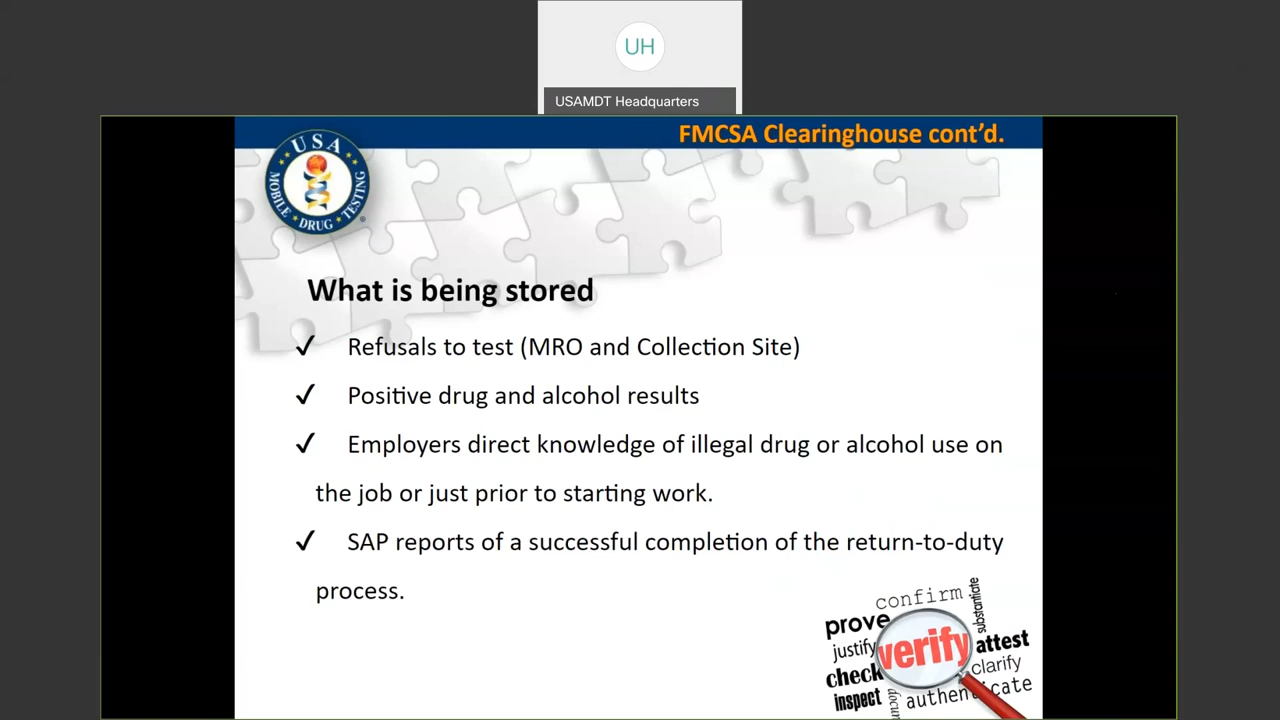 UH
USAMDT Headquarters
FMCSA Clearinghouse cont’d.
USA
MOBILE DRUG TESTING
What is being stored
✓ Refusals to test (MRO and Collection Site)
✓ Positive drug and alcohol results
✓ Employers direct knowledge of illegal drug or alcohol use on
the job or just prior to starting work.
✓ SAP reports of a successful completion of the return-to-duty
process.
confirm
substantiate
prove
justify
verify
attest
check
clarify
inspect
authenticate